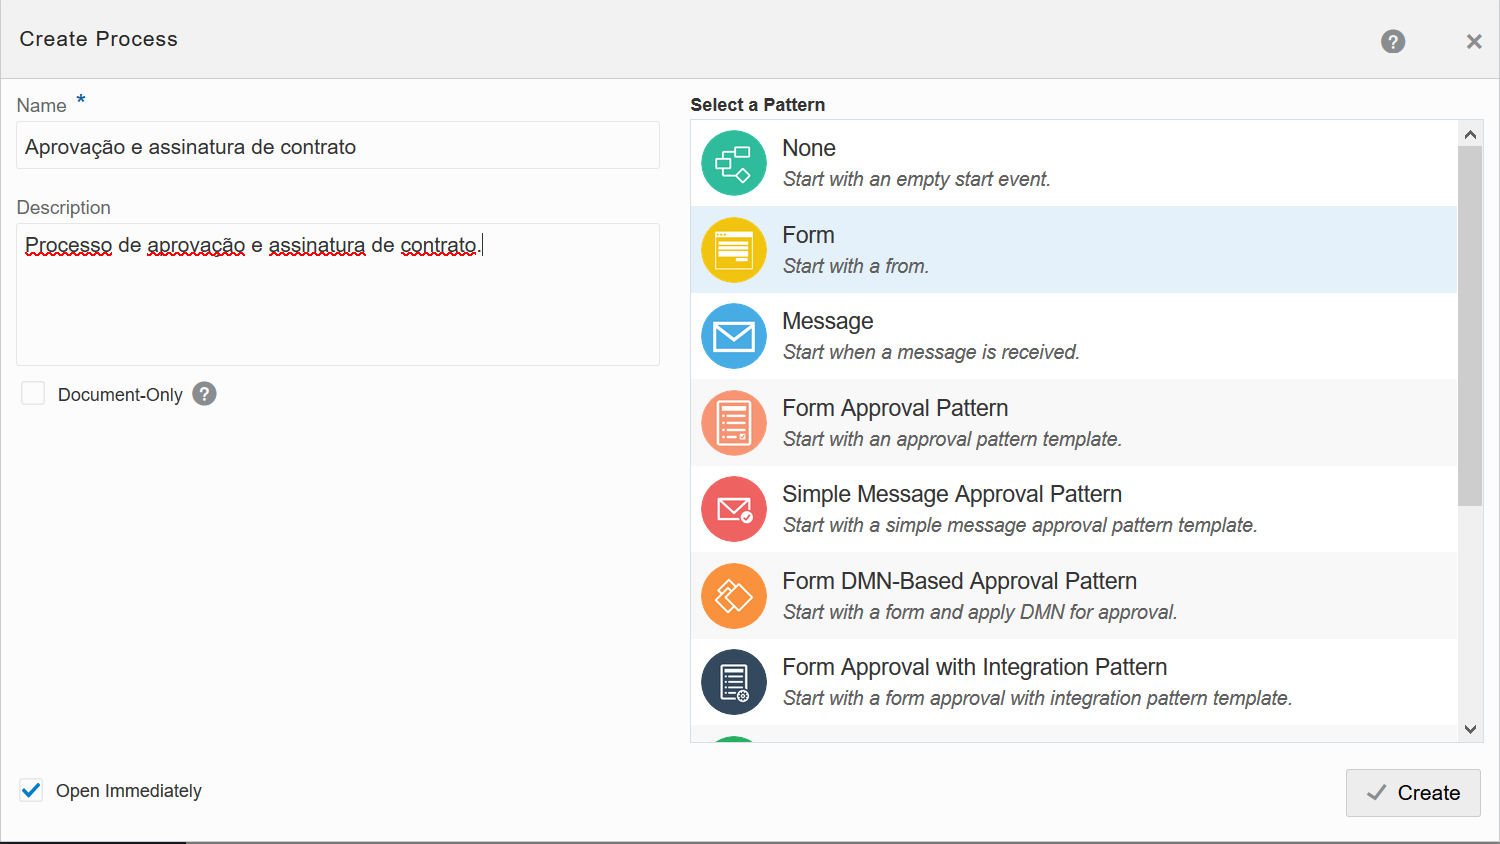 Create Process
?
Name *
Aprovação e assinatura de contrato
Description
Processo de aprovação e assinatura de contrato.
Document-Only ?
Select a Pattern
None
Start with an empty start event.
Form
Start with a from.
Message
Start when a message is received.
Form Approval Pattern
Start with an approval pattern template.
Simple Message Approval Pattern
Start with a simple message approval pattern template.
Form DMN-Based Approval Pattern
Start with a form and apply DMN for approval.
Form Approval with Integration Pattern
Start with a form approval with integration pattern template.
Open Immediately
Create